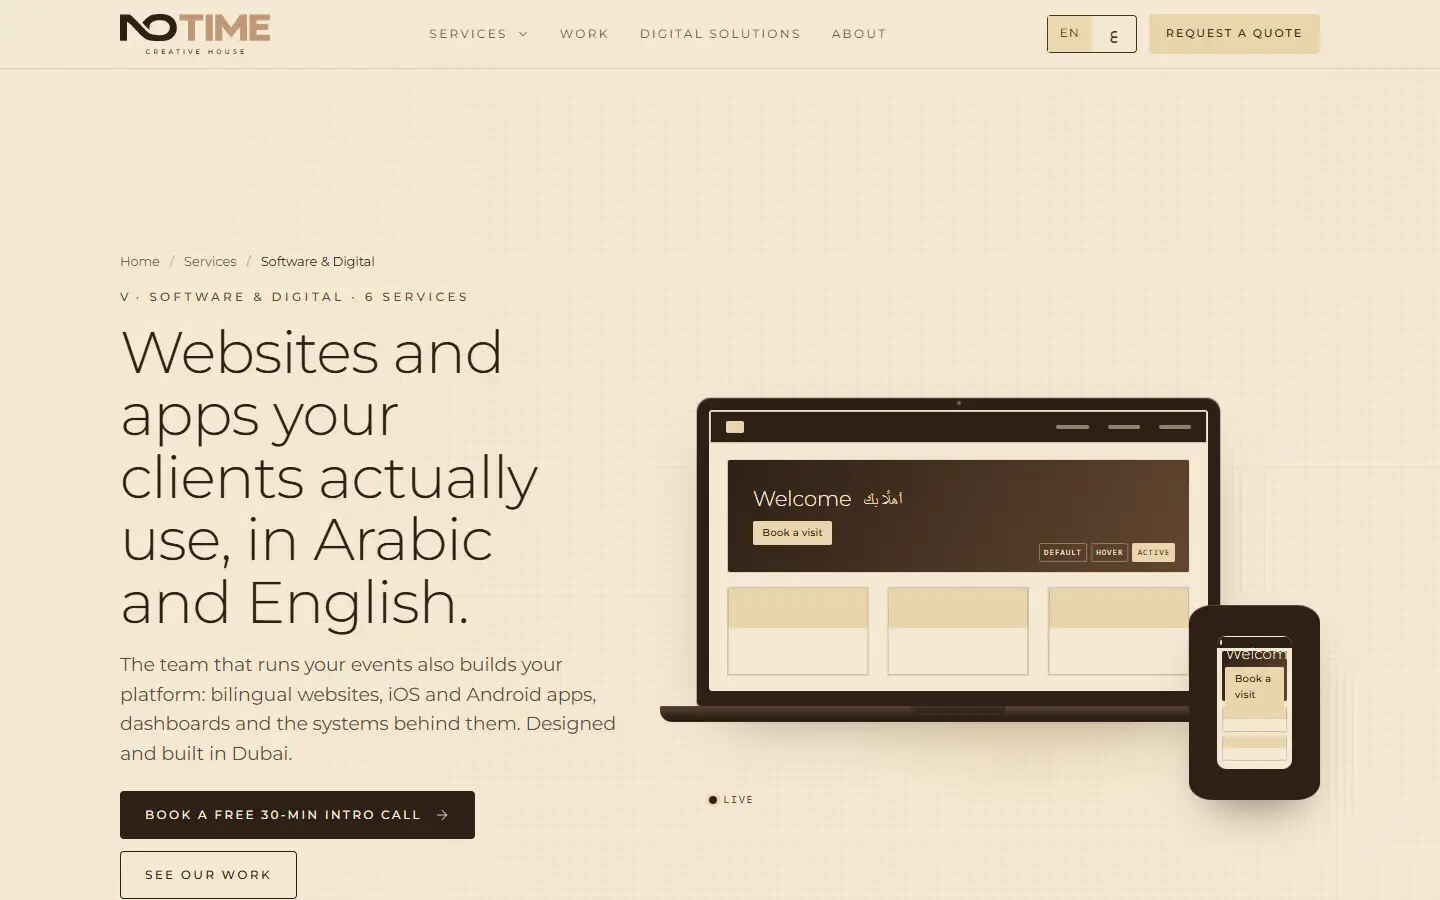 NOTIME
CREATIVE HOUSE
SERVICES
WORK
DIGITAL SOLUTIONS
ABOUT
EN
ع
REQUEST A QUOTE
Home / Services / Software & Digital
V · SOFTWARE & DIGITAL · 6 SERVICES
Websites and
apps your
clients actually
use, in Arabic
and English.
The team that runs your events also builds your
platform: bilingual websites, iOS and Android apps,
dashboards and the systems behind them. Designed
and built in Dubai.
BOOK A FREE 30-MIN INTRO CALL
SEE OUR WORK
Welcome أهلًا بك
Book a visit
DEFAULT HOVER ACTIVE
Welcom
Book a
visit
LIVE